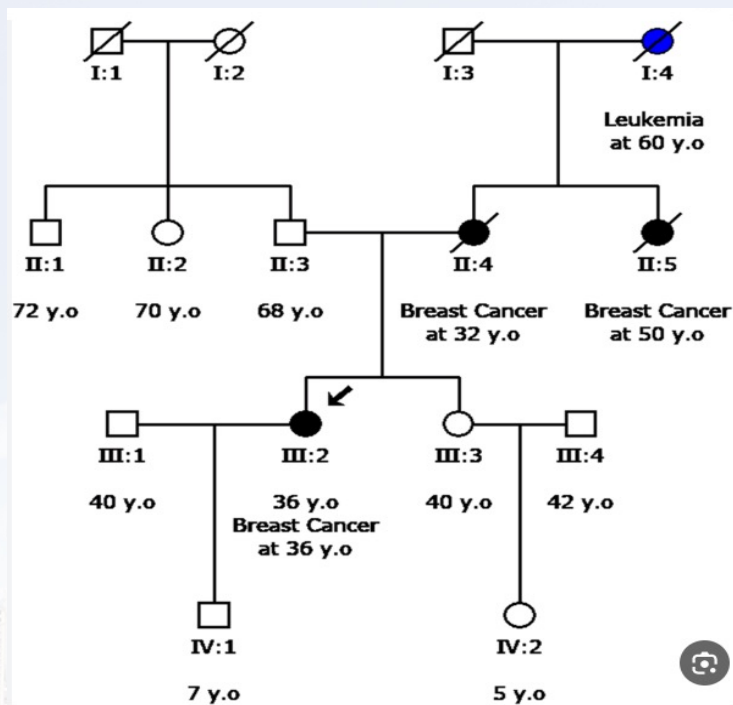 I:1
I:2
I:3
I:4
Leukemia
at 60 y.o
II:1
II:2
II:3
II:4
II:5
72 y.o
70 y.o
68 y.o
Breast Cancer
at 32 y.o
Breast Cancer
at 50 y.o
III:1
III:2
III:3
III:4
40 y.o
36 y.o
Breast Cancer
at 36 y.o
40 y.o
42 y.o
IV:1
IV:2
7 y.o
5 y.o